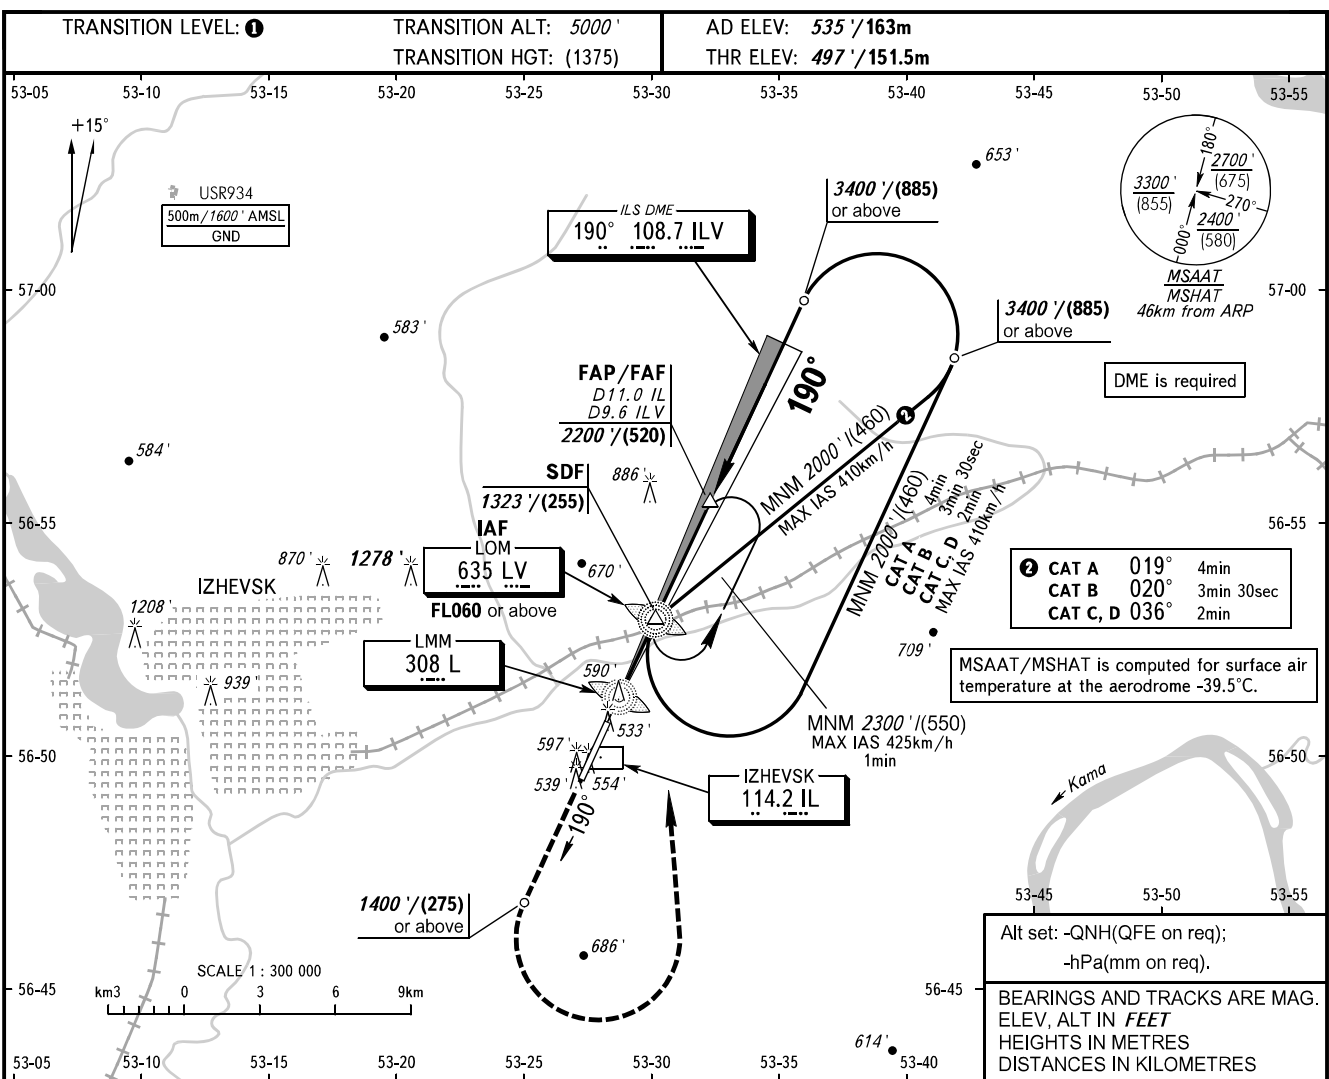 TRANSITION LEVEL: ❶
TRANSITION ALT: 5000 '
TRANSITION HGT: (1375)
AD ELEV: 535 '/163m
THR ELEV: 497 '/151.5m
53-05 53-10 53-15 53-20 53-25 53-30 53-35 53-40 53-45 53-50 53-55
+15°
USR934
500m/1600 ' AMSL
GND
653 '
180°
2700 '
(675)
3300 '
(855)
270°
2400 '
(580)
000°
MSAAT
MSHAT
46km from ARP
3400 '/(885)
or above
ILS DME
190° 108.7 ILV
57-00
57-00
3400 '/(885)
or above
583 '
DME is required
FAP/FAF
D11.0 IL
D9.6 ILV
2200 '/(520)
190°
❷
584 '
SDF
1323 '/(255)
886 '
MNM 2000 '/(460)
MAX IAS 410km/h
MNM 2000 '/(460)
CAT A 4min
CAT B 3min 30sec
CAT C, D 2min
MAX IAS 410km/h
56-55
56-55
IAF
LOM
635 LV
FL060 or above
870 '
1278 '
670 '
IZHEVSK
1208 '
❷ CAT A 019° 4min
CAT B 020° 3min 30sec
CAT C, D 036° 2min
709 '
LMM
308 L
590 '
939 '
MSAAT/MSHAT is computed for surface air
temperature at the aerodrome -39.5°C.
533 '
MNM 2300 '/(550)
MAX IAS 425km/h
1min
56-50
56-50
597 '
539 '
554 '
IZHEVSK
114.2 IL
Kama
190°
1400 '/(275)
or above
53-45 53-50 53-55
686 '
Alt set: -QNH(QFE on req);
-hPa(mm on req).
SCALE 1 : 300 000
km3 0 3 6 9km
56-45
56-45
BEARINGS AND TRACKS ARE MAG.
ELEV, ALT IN FEET
HEIGHTS IN METRES
DISTANCES IN KILOMETRES
614 '
53-05 53-10 53-15 53-20 53-25 53-30 53-35 53-40